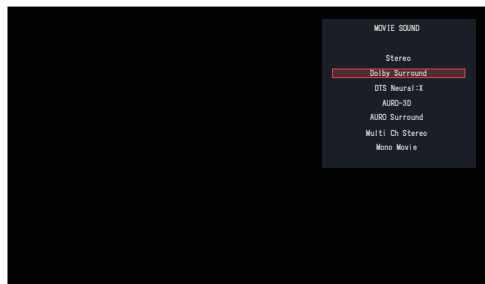 MOVIE SOUND
Stereo
Dolby Surround
DTS Neural:X
AURO-3D
AURO Surround
Multi Ch Stereo
Mono Movie